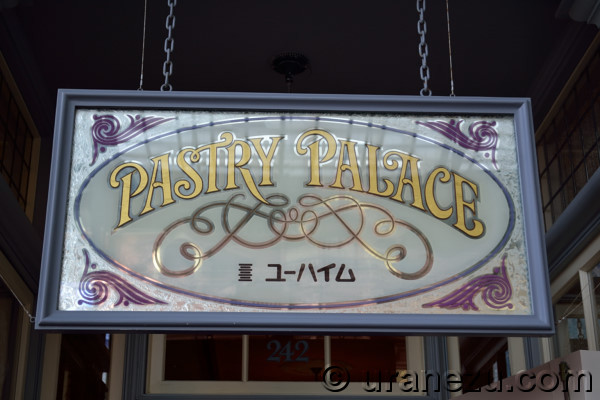 PASTRY PALACE
ユーハイム
242
© uranezu.com